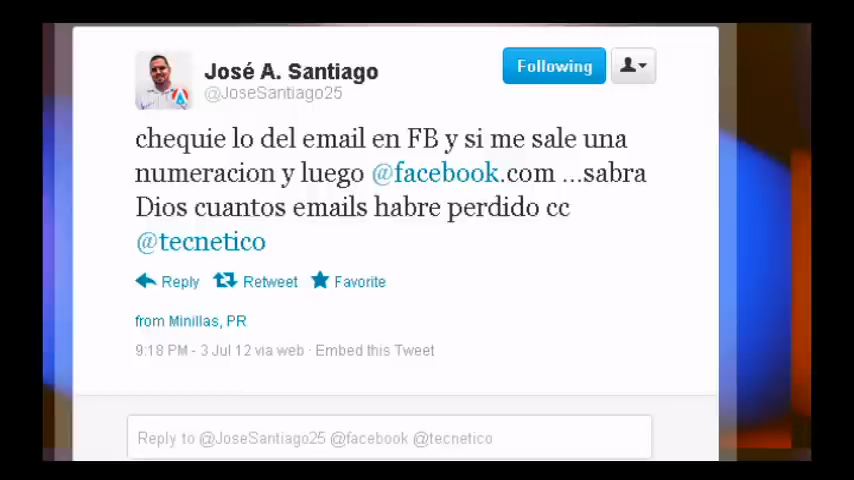 José A. Santiago
Following
@JoseSantiago25
chequie lo del email en FB y si me sale una
numeracion y luego @facebook.com ...sabra
Dios cuantos emails habre perdido cc
@tecnetico
Reply Retweet Favorite
from Minillas, PR
9:18 PM - 3 Jul 12 via web · Embed this Tweet
Reply to @JoseSantiago25 @facebook @tecnetico